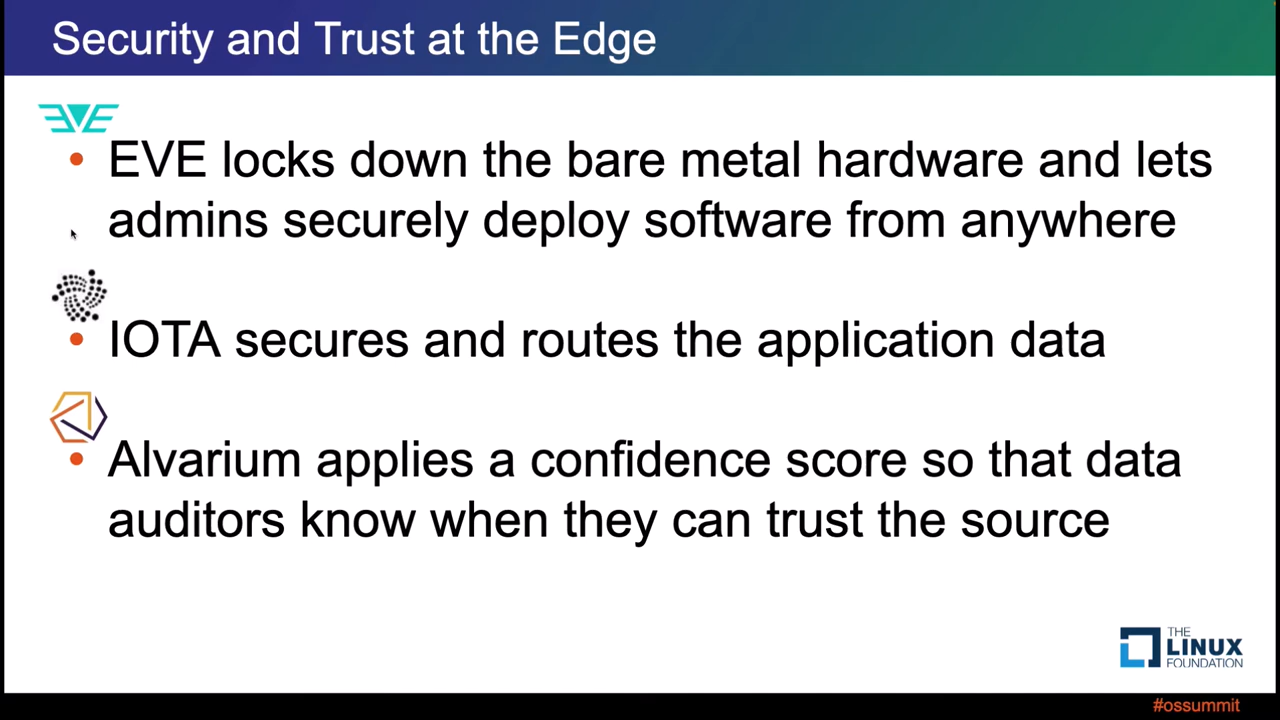 Security and Trust at the Edge
EVE
• EVE locks down the bare metal hardware and lets
admins securely deploy software from anywhere
• IOTA secures and routes the application data
• Alvarium applies a confidence score so that data
auditors know when they can trust the source
THE
LINUX
FOUNDATION
#ossummit